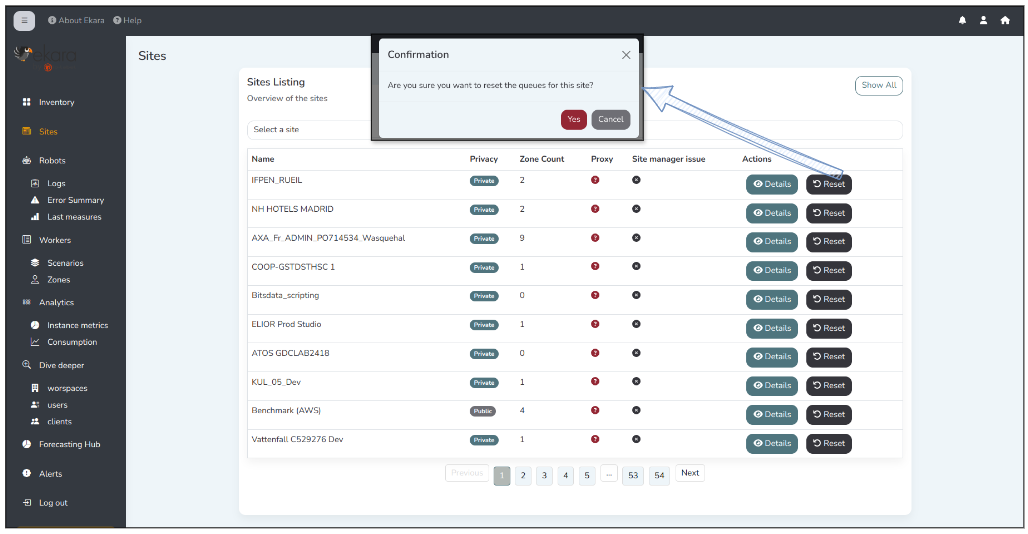 About Ekara Help
ekara
Inventory
Sites
Robots
Logs
Error Summary
Last measures
Workers
Scenarios
Zones
Analytics
Instance metrics
Consumption
Dive deeper
worspaces
users
clients
Forecasting Hub
Alerts
Log out
Sites
Confirmation
Are you sure you want to reset the queues for this site?
Yes Cancel
Sites Listing
Overview of the sites
Show All
Select a site
Name Privacy Zone Count Proxy Site manager issue Actions
IFPEN_RUEIL Private 2 Details Reset
NH HOTELS MADRID Private 2 Details Reset
AXA_Fr_ADMIN_PO714534_Wasquehal Private 9 Details Reset
COOP-GSTDSTHSC 1 Private 1 Details Reset
Bitsdata_scripting Private 0 Details Reset
ELIOR Prod Studio Private 1 Details Reset
ATOS GDCLAB2418 Private 0 Details Reset
KUL_05_Dev Private 1 Details Reset
Benchmark (AWS) Public 4 Details Reset
Vattenfall C529276 Dev Private 1 Details Reset
Previous 1 2 3 4 5 ... 53 54 Next